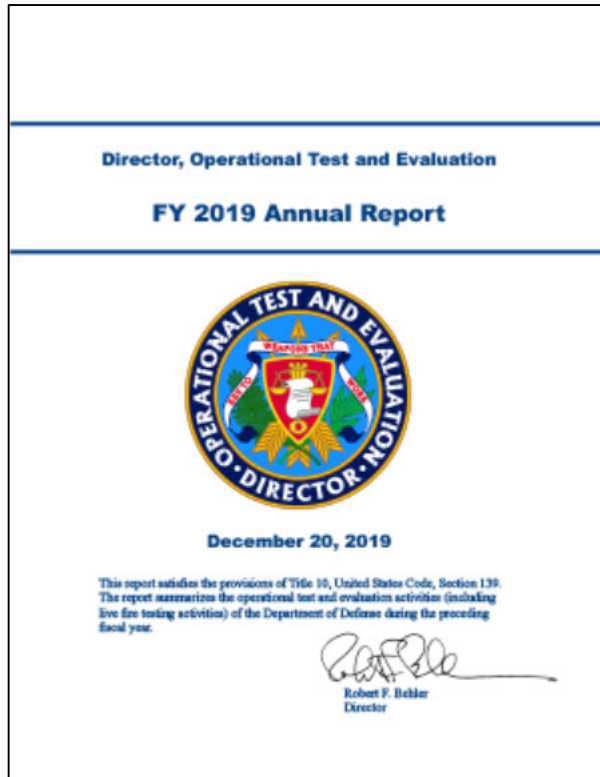 Director, Operational Test and Evaluation
FY 2019 Annual Report
OPERATIONAL TEST AND EVALUATION
KEY TO
WEAPONS THAT
WORK
• DIRECTOR •
December 20, 2019
This report satisfies the provisions of Title 10, United States Code, Section 139.
The report summarizes the operational test and evaluation activities (including
live fire testing activities) of the Department of Defense during the preceding
fiscal year.
Robert F. Behler
Director